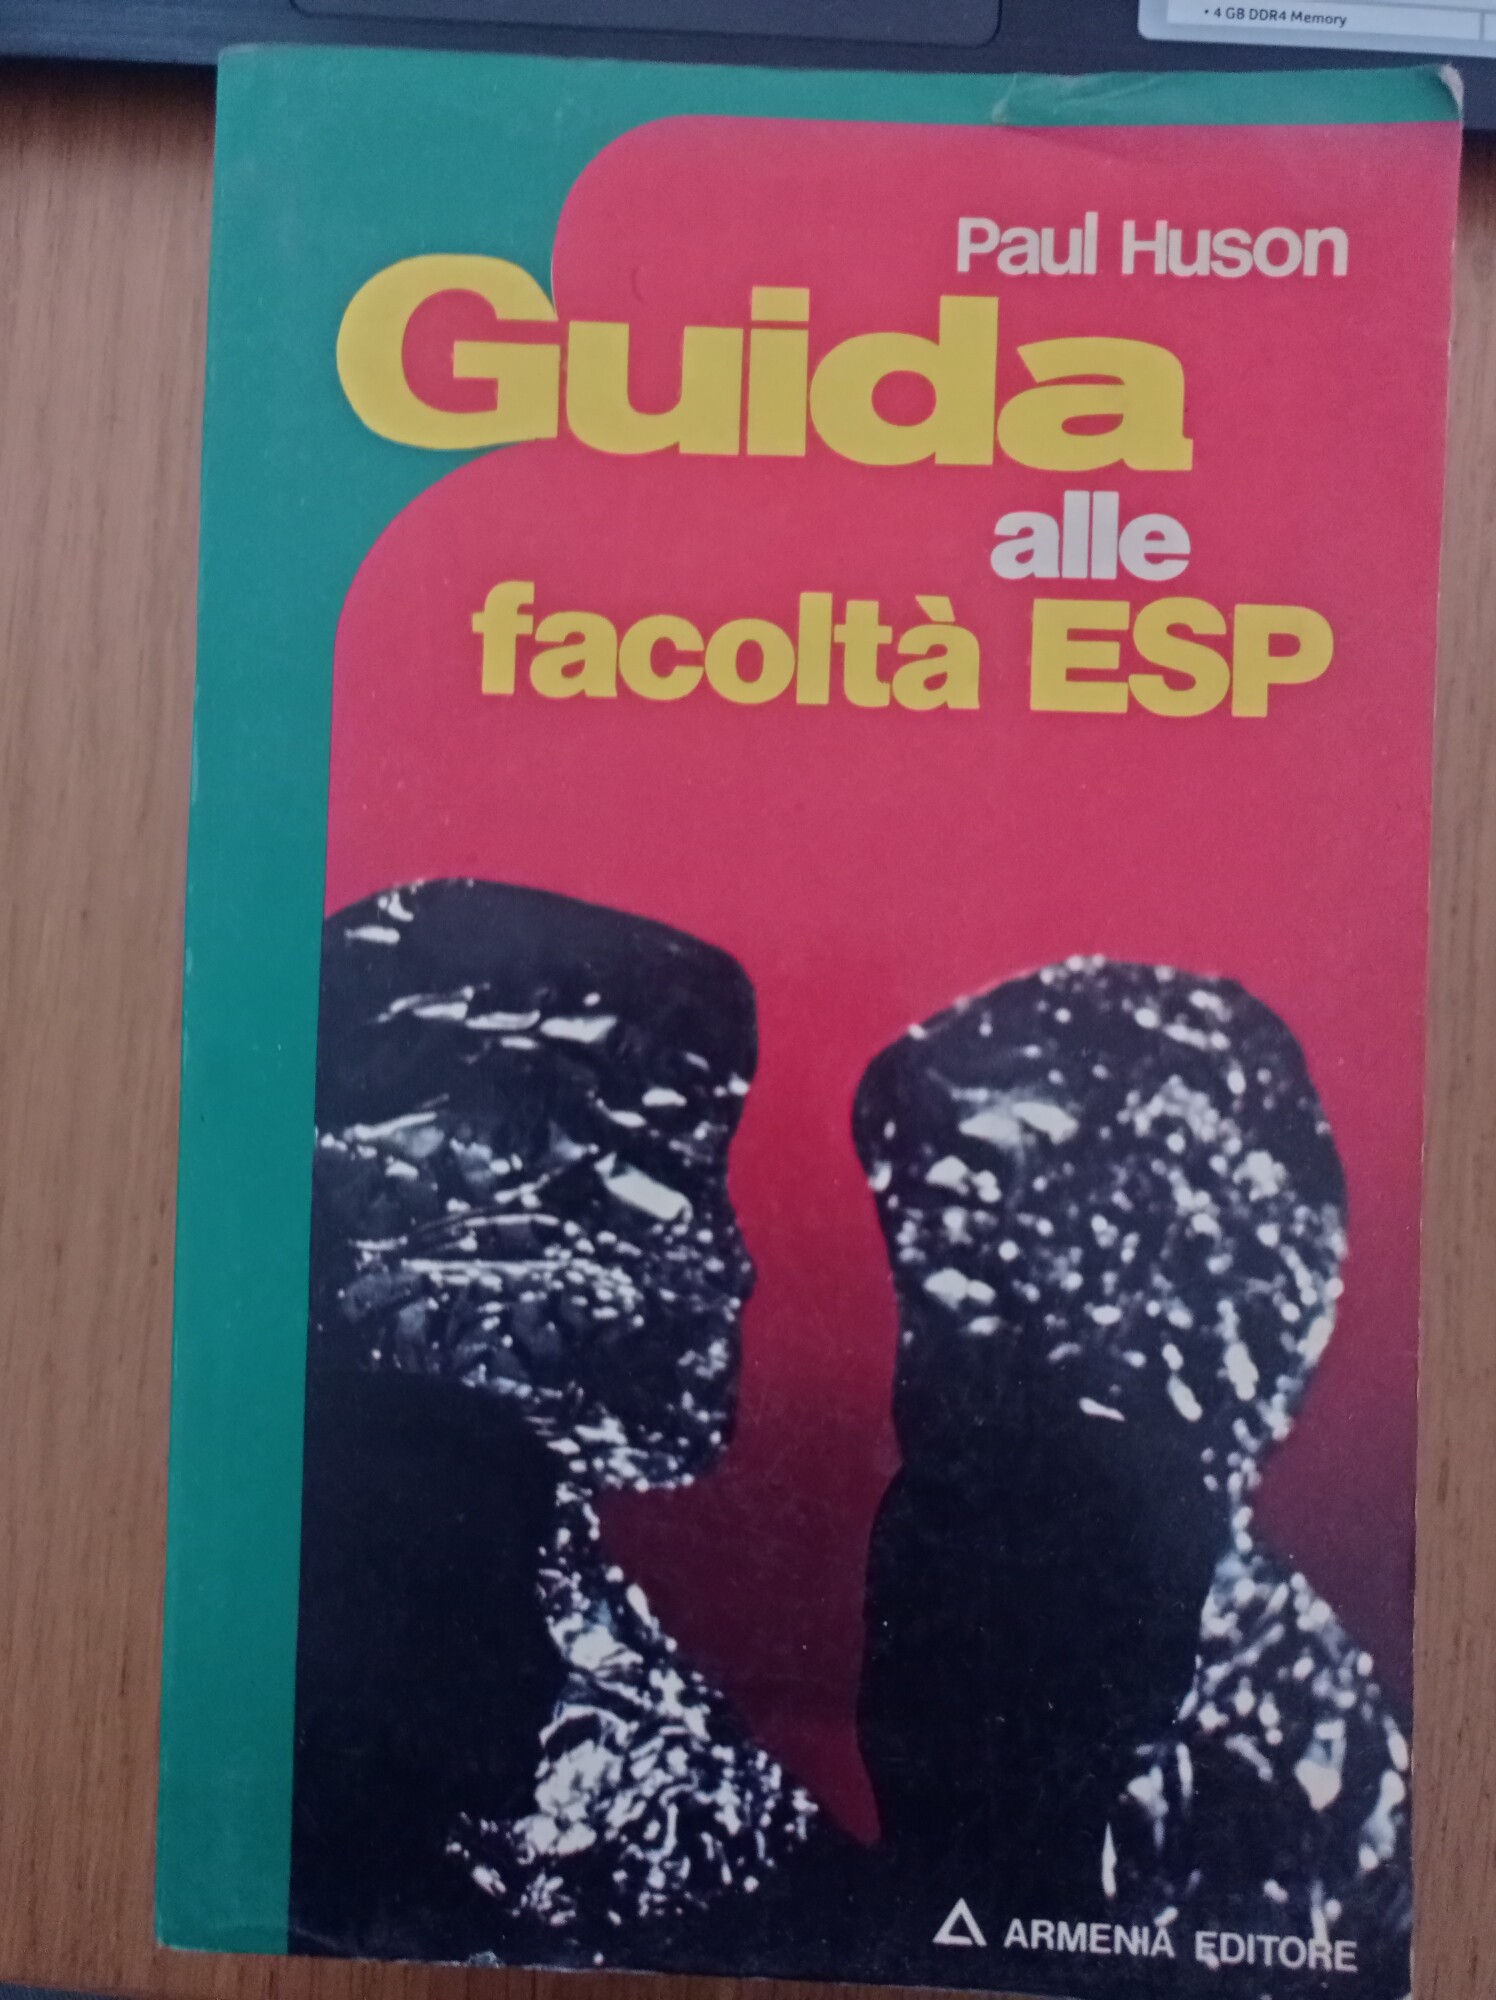 • 4 GB DDR4 Memory
Paul Huson
Guida
alle
facoltà ESP
ARMENIA EDITORE